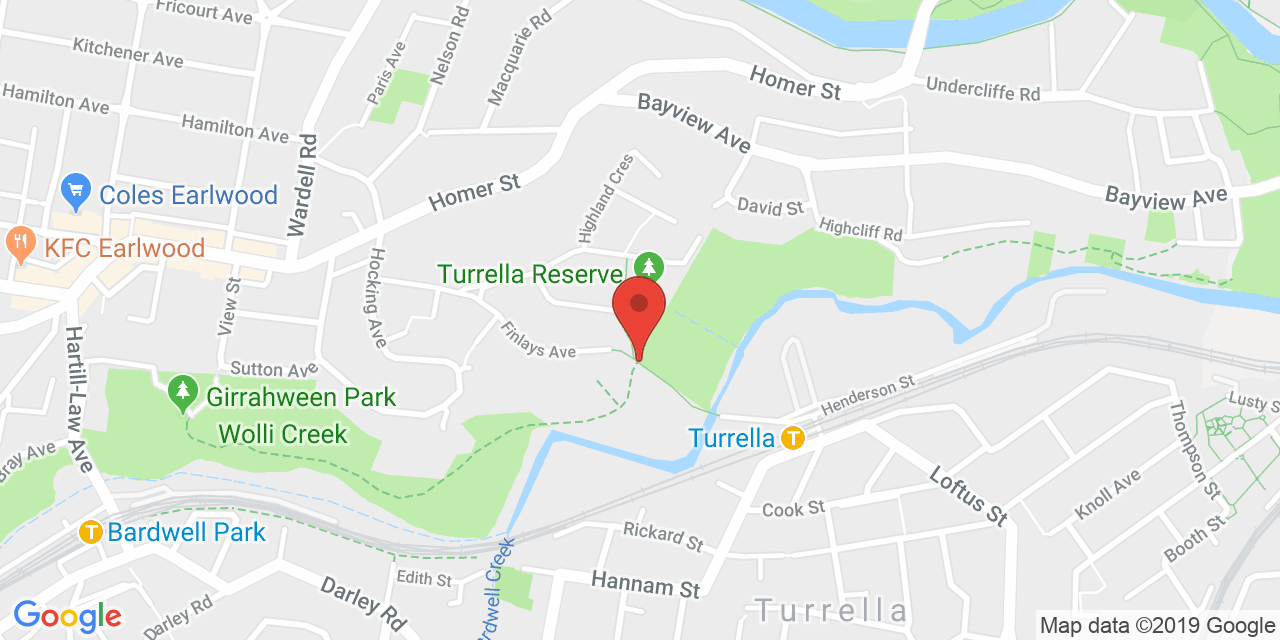 Fricourt Ave
Kitchener Ave
Hamilton Ave
Hamilton Ave
Paris Ave
Nelson Rd
Macquarie Rd
Wardell Rd
Homer St
Homer St
Bayview Ave
Undercliffe Rd
Bayview Ave
Coles Earlwood
KFC Earlwood
Highland Cres
David St
Highcliff Rd
Hocking Ave
View St
Turrella Reserve
Finlays Ave
Sutton Ave
Hartill-Law Ave
Girrahween Park
Wolli Creek
Bray Ave
Henderson St
Turrella
Lusty S
Thompson St
Loftus St
Knoll Ave
Booth St
Cook St
Rickard St
Bardwell Park
Edith St
Hannam St
rdwell Creek
Darley Rd
Darley Rd
Turrella
Google
Map data ©2019 Google